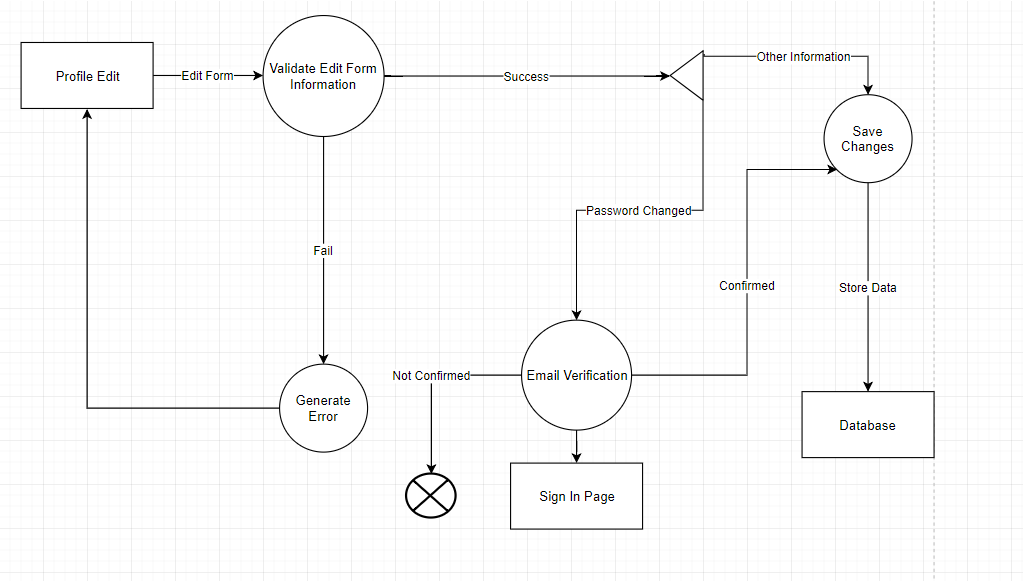 Profile Edit
Edit Form
Validate Edit Form
Information
Success
Other Information
Save
Changes
Password Changed
Fail
Confirmed
Store Data
Not Confirmed
Email Verification
Generate
Error
Database
Sign In Page